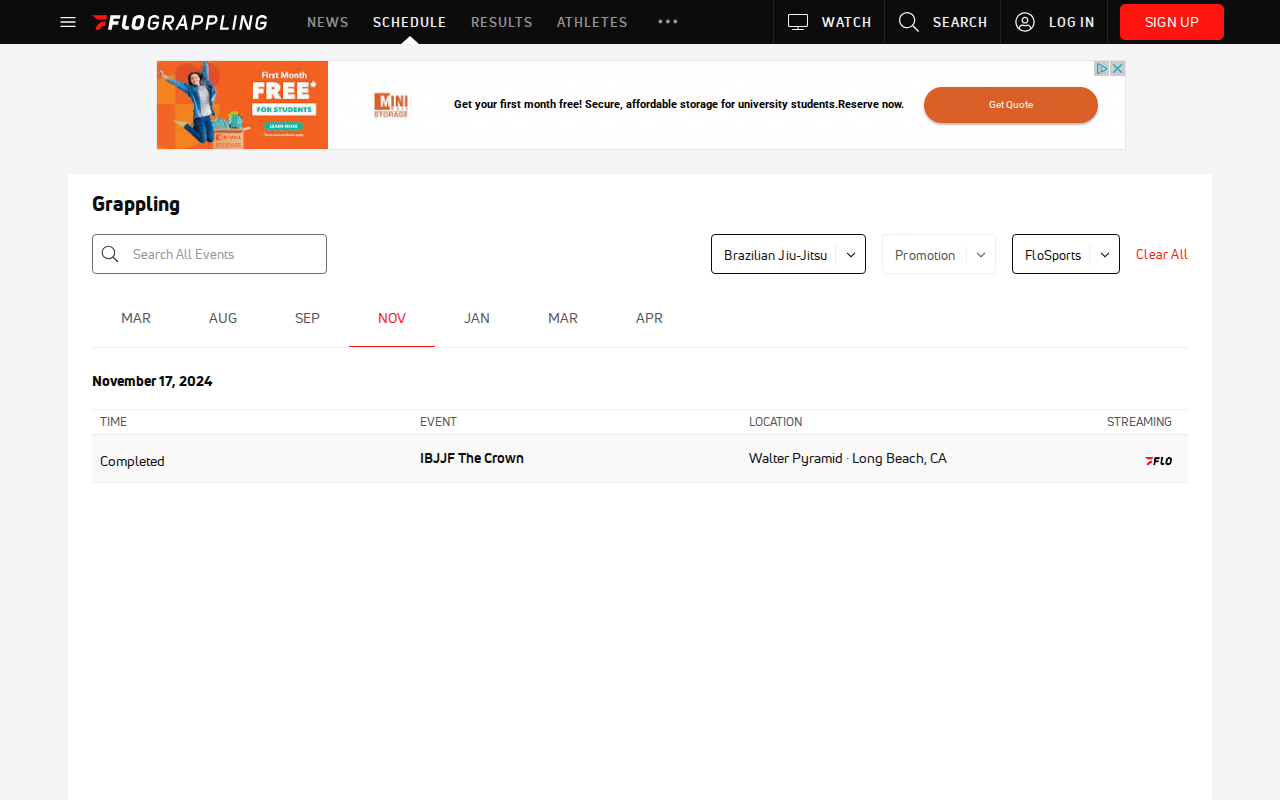 FLOGRAPPLING NEWS SCHEDULE RESULTS ATHLETES WATCH SEARCH LOG IN SIGN UP
First Month
FREE*
FOR STUDENTS
LEARN MORE
MINI
STORAGE
Get your first month free! Secure, affordable storage for university students.Reserve now.
Get Quote
Grappling
Search All Events Brazilian Jiu-Jitsu Promotion FloSports Clear All
MAR AUG SEP NOV JAN MAR APR
November 17, 2024
TIME EVENT LOCATION STREAMING
Completed IBJJF The Crown Walter Pyramid · Long Beach, CA FLO